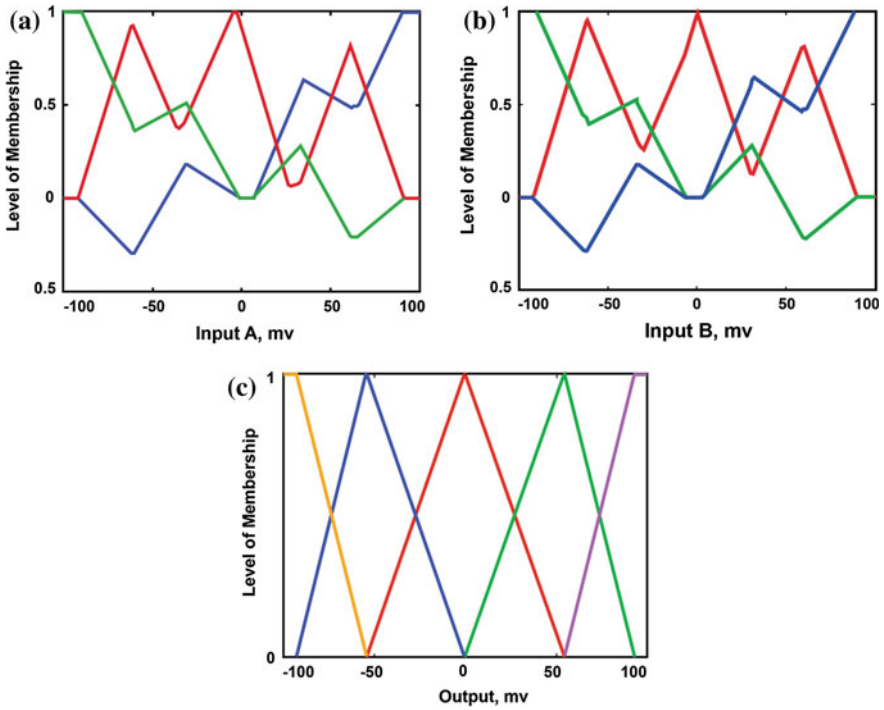 (a)
Level of Membership
1
0.5
0
0.5
-100 -50 0 50 100
Input A, mv
(b)
Level of Membership
1
0.5
0
0.5
-100 -50 0 50 100
Input B, mv
(c)
Level of Membership
1
0
-100 -50 0 50 100
Output, mv